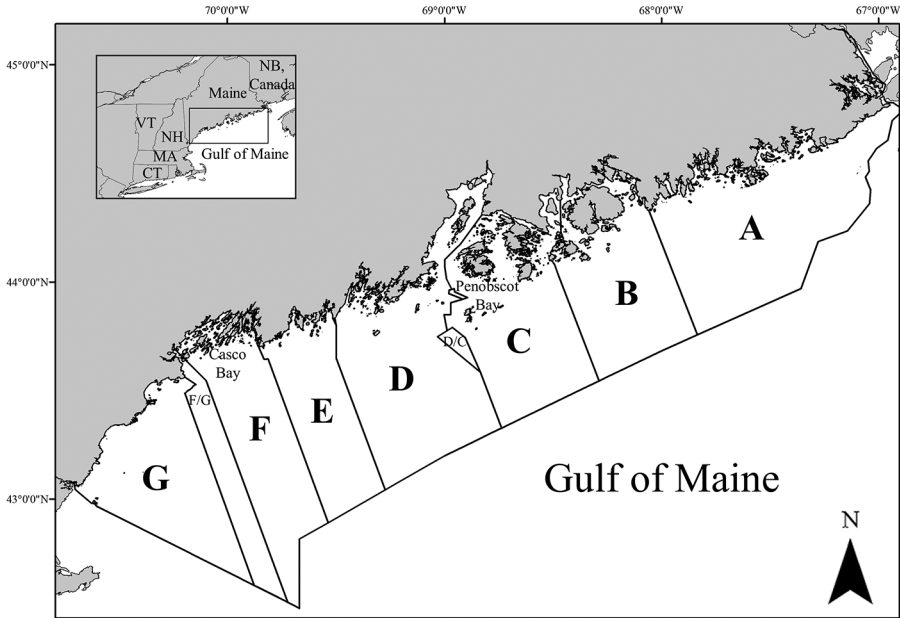 70°0'0"W
69°0'0"W
68°0'0"W
67°0'0"W
45°0'0"N
44°0'0"N
43°0'0"N
NB,
Canada
Maine
VT
NH
MA
CT
Gulf of Maine
A
B
Penobscot
Bay
C
D/C
D
Casco
Bay
E
F/G
F
G
Gulf of Maine
N